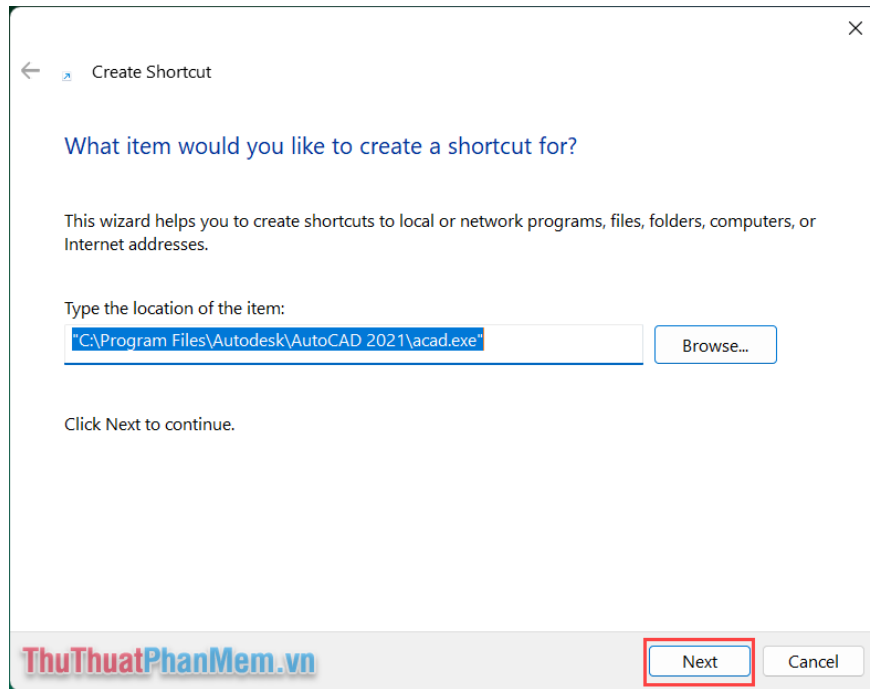 Create Shortcut
What item would you like to create a shortcut for?
This wizard helps you to create shortcuts to local or network programs, files, folders, computers, or
Internet addresses.
Type the location of the item:
"C:\Program Files\Autodesk\AutoCAD 2021\acad.exe"
Browse...
Click Next to continue.
ThuThuatPhanMem.vn
Next
Cancel